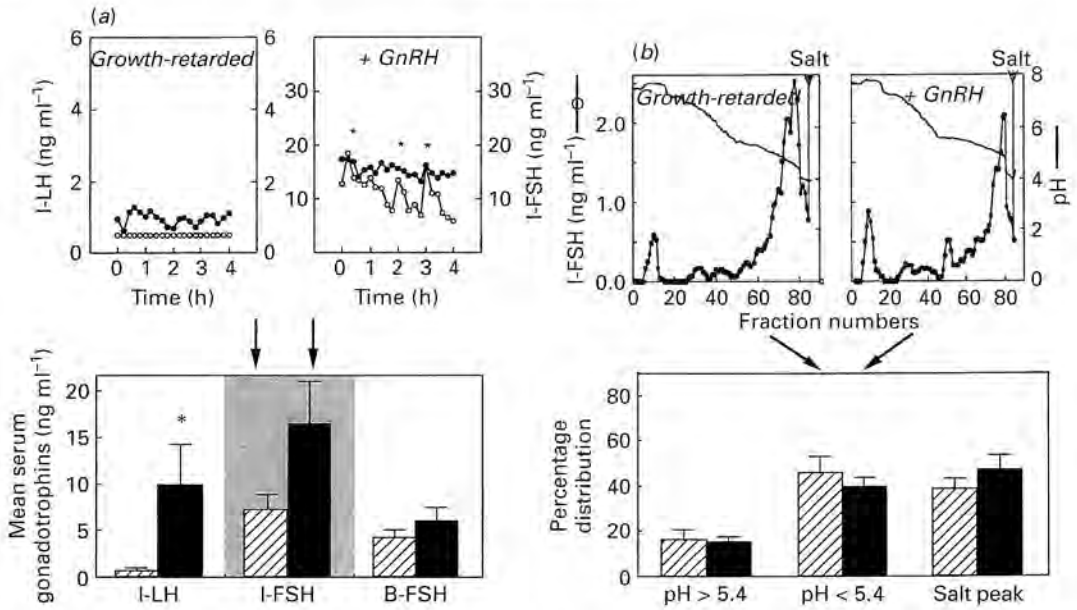 (a)
Growth-retarded
+ GnRH
I-LH (ng ml⁻¹)
6
4
2
0
6
4
2
0
30
20
10
30
20
10
I-FSH (ng ml⁻¹)
0 1 2 3 4
0 1 2 3 4
Time (h)
Time (h)
* * *
(b)
Salt
Salt
Growth-retarded
+ GnRH
I-FSH (ng ml⁻¹)
2.0
1.0
0.0
8
6
4
2
0
pH
0 20 40 60 80
0 20 40 60 80
Fraction numbers
Mean serum
gonadotrophins (ng ml⁻¹)
20
15
10
5
0
*
I-LH I-FSH B-FSH
Percentage
distribution
80
60
40
20
0
pH > 5.4 pH < 5.4 Salt peak